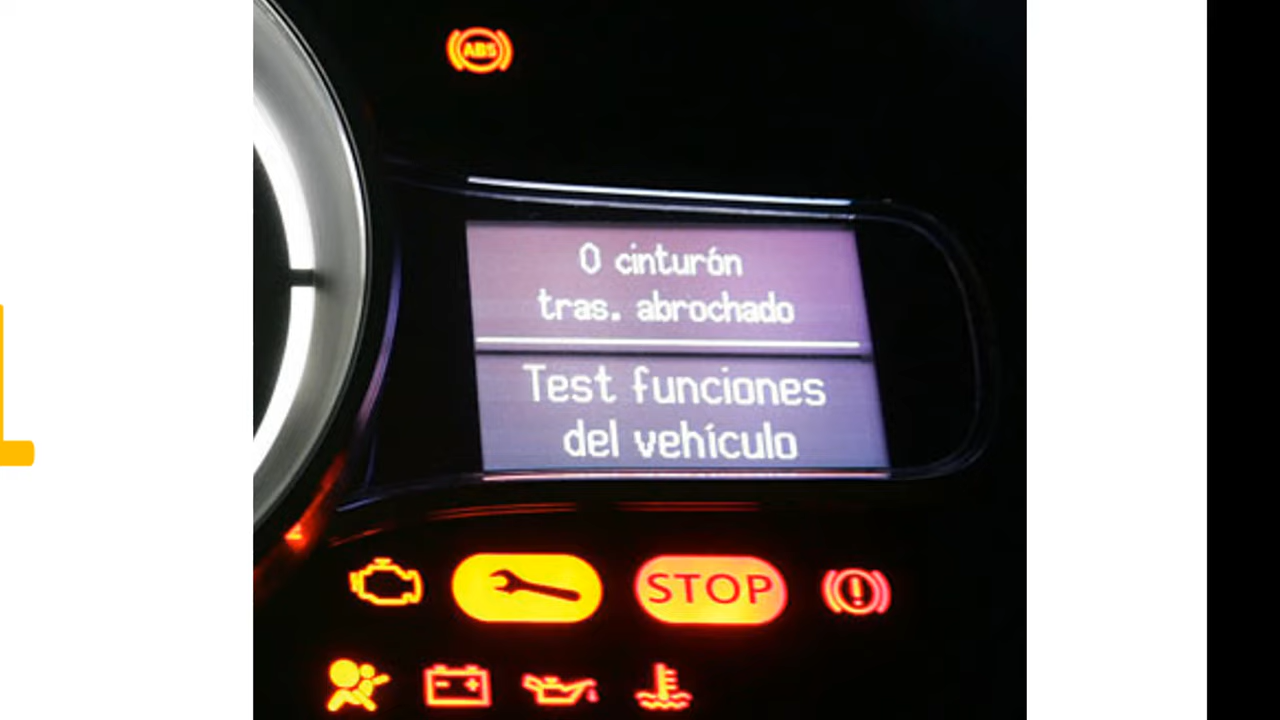 ABS
0 cinturón
tras. abrochado
Test funciones
del vehículo
STOP